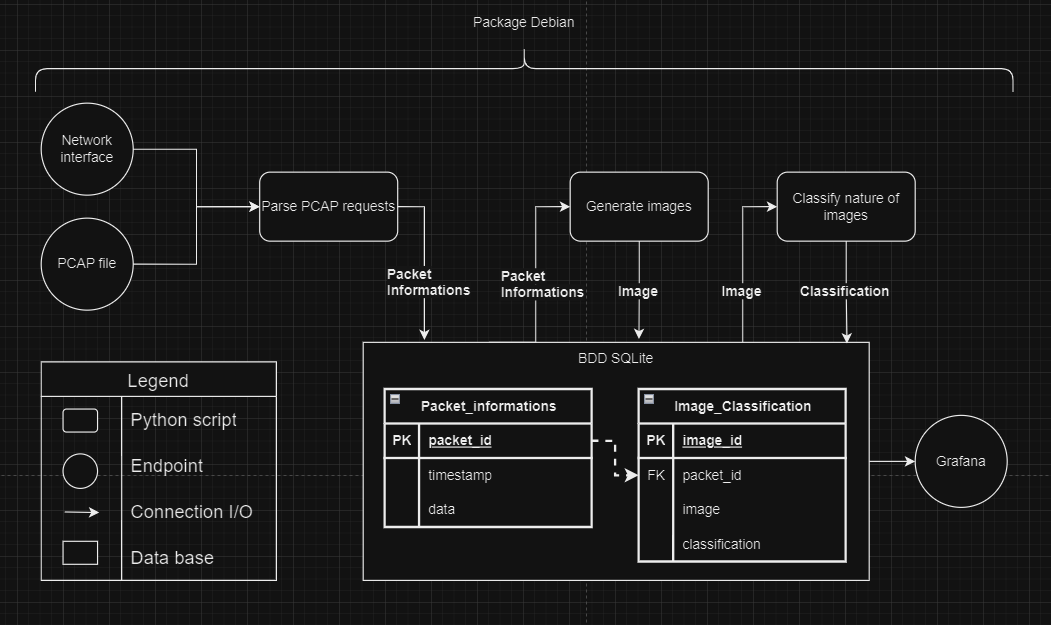 Package Debian
Network
interface
PCAP file
Parse PCAP requests
Generate images
Classify nature of
images
Packet
Informations
Packet
Informations
Image
Image
Classification
BDD SQLite
Packet_informations
PK packet_id
timestamp
data
Image_Classification
PK image_id
FK packet_id
image
classification
Grafana
Legend
Python script
Endpoint
Connection I/O
Data base